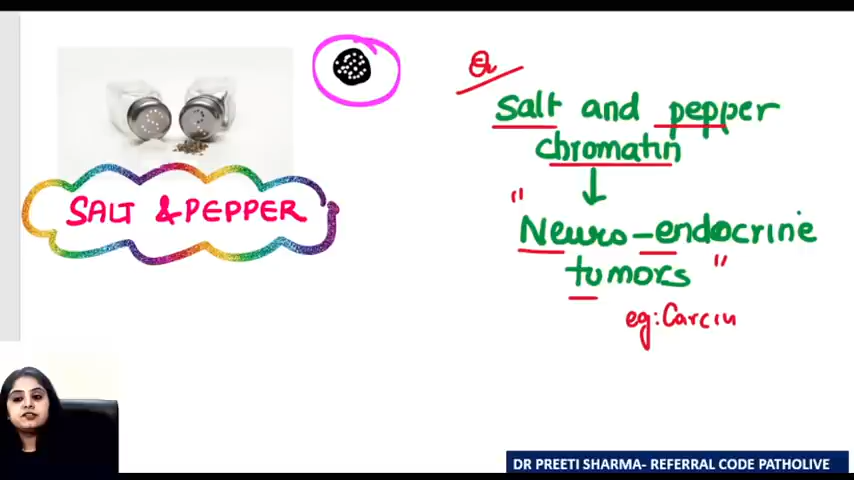 SALT & PEPPER
Q
Salt and pepper
chromatin
"Neuro-endocrine
tumors"
eg: Carcin
DR PREETI SHARMA- REFERRAL CODE PATHOLIVE